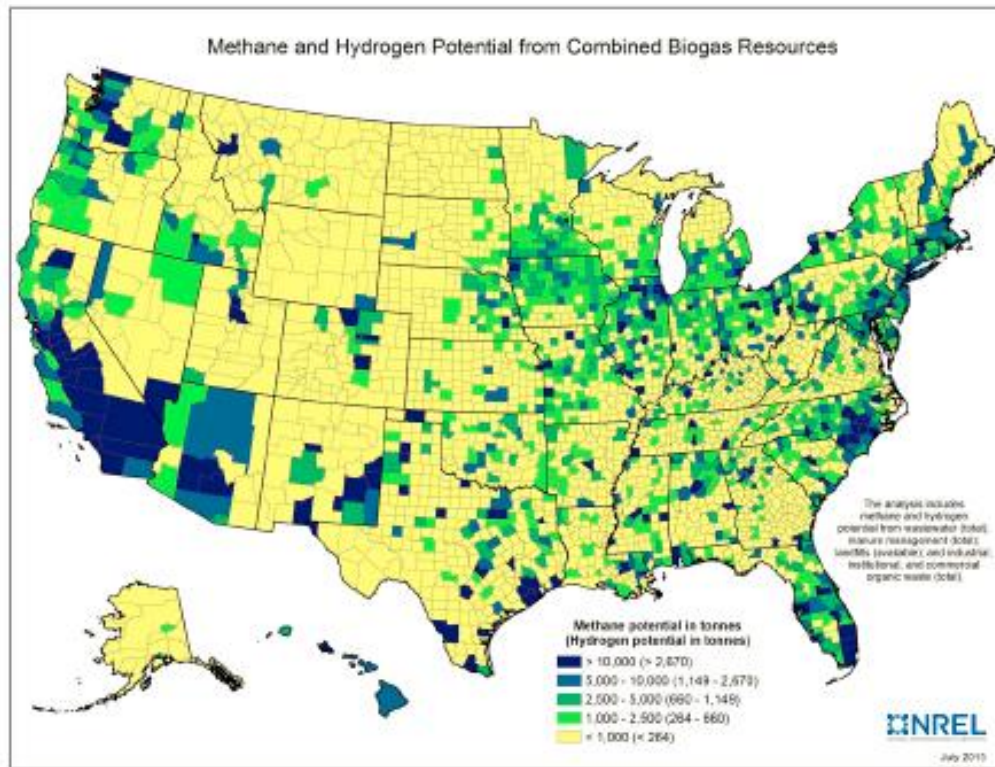 Methane and Hydrogen Potential from Combined Biogas Resources
The analysis includes
methane and hydrogen
potential from wastewater (total),
manure management (total),
landfills (available), and industrial,
institutional, and commercial
organic waste (total).
Methane potential in tonnes
(Hydrogen potential in tonnes)
> 10,000 (> 2,670)
5,000 - 10,000 (1,149 - 2,670)
2,500 - 5,000 (660 - 1,149)
1,000 - 2,500 (264 - 660)
< 1,000 (< 264)
NREL
July 2013